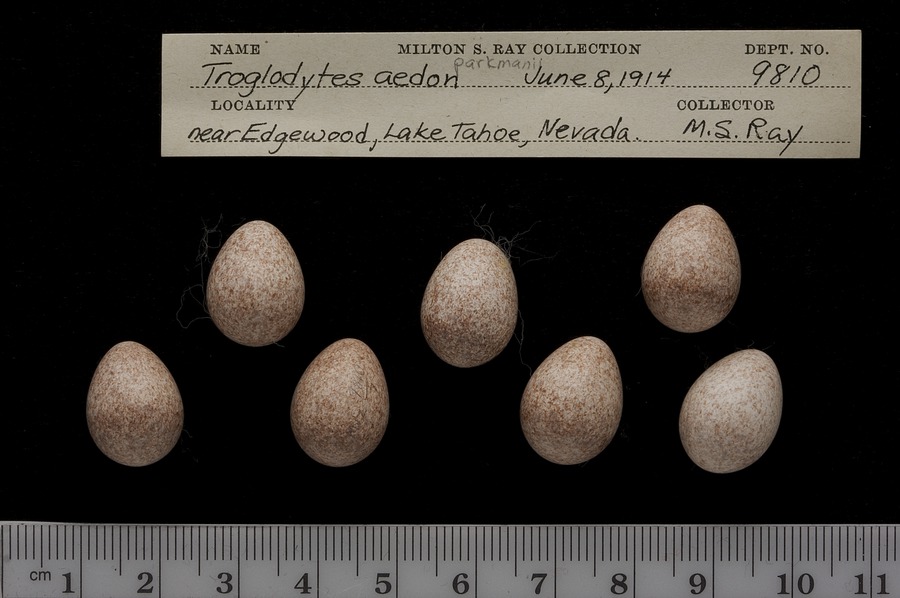 NAME MILTON S. RAY COLLECTION DEPT. NO.
parkmanii
Troglodytes aedon June 8, 1914 9810
LOCALITY COLLECTOR
near Edgewood, Lake Tahoe, Nevada. M.S. Ray
cm 1 2 3 4 5 6 7 8 9 10 11